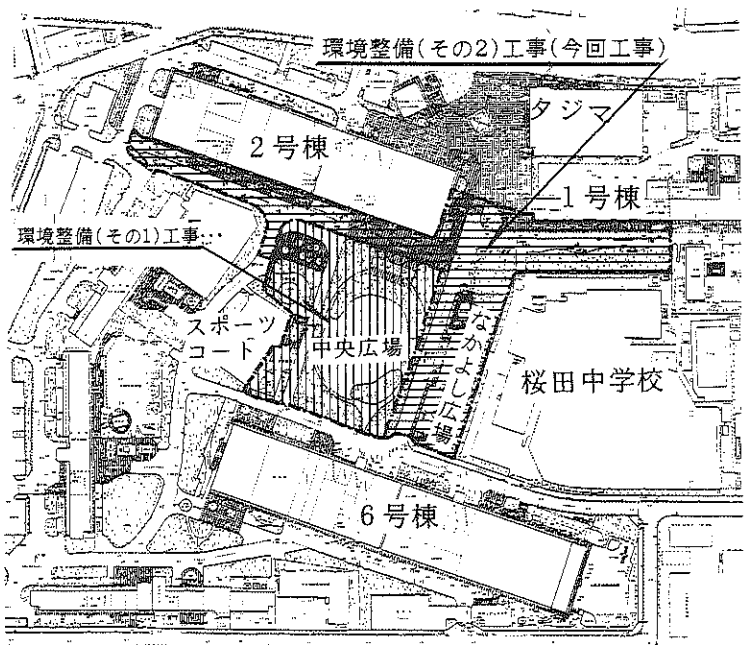 環境整備(その2)工事(今回工事)
タジマ
2号棟
1号棟
環境整備(その1)工事…
スポーツ
コート
中央広場
なかよし広場
桜田中学校
6号棟